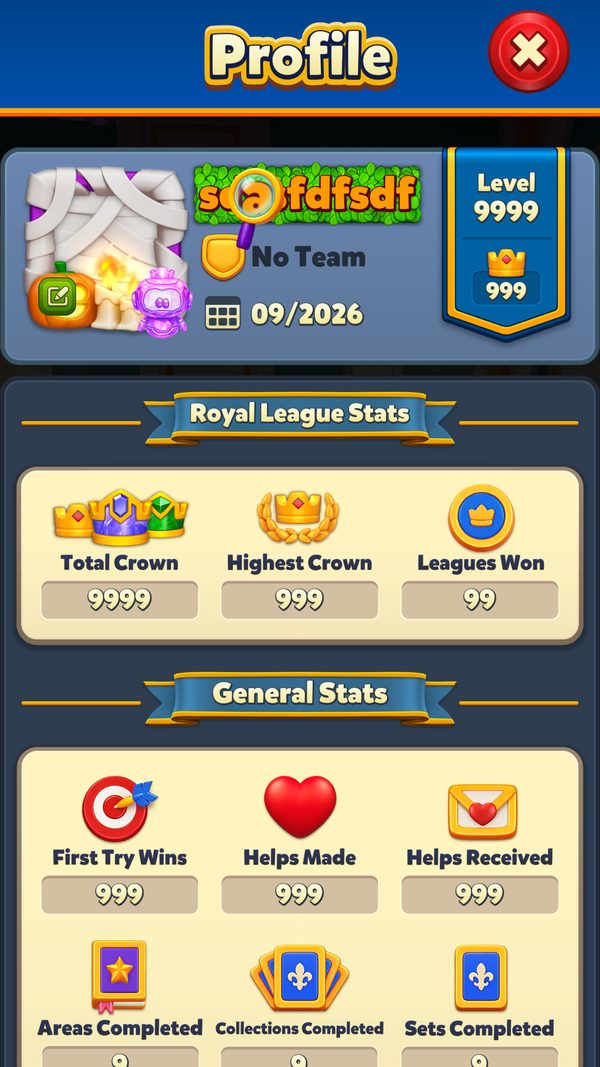 Profile
No Team
09/2026
Level
9999
999
Royal League Stats
Total Crown
Highest Crown
Leagues Won
9999
999
99
General Stats
First Try Wins
Helps Made
Helps Received
999
999
999
Areas Completed
Collections Completed
Sets Completed